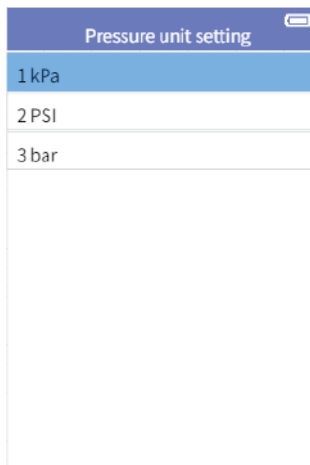 Pressure unit setting
1 kPa
2 PSI
3 bar